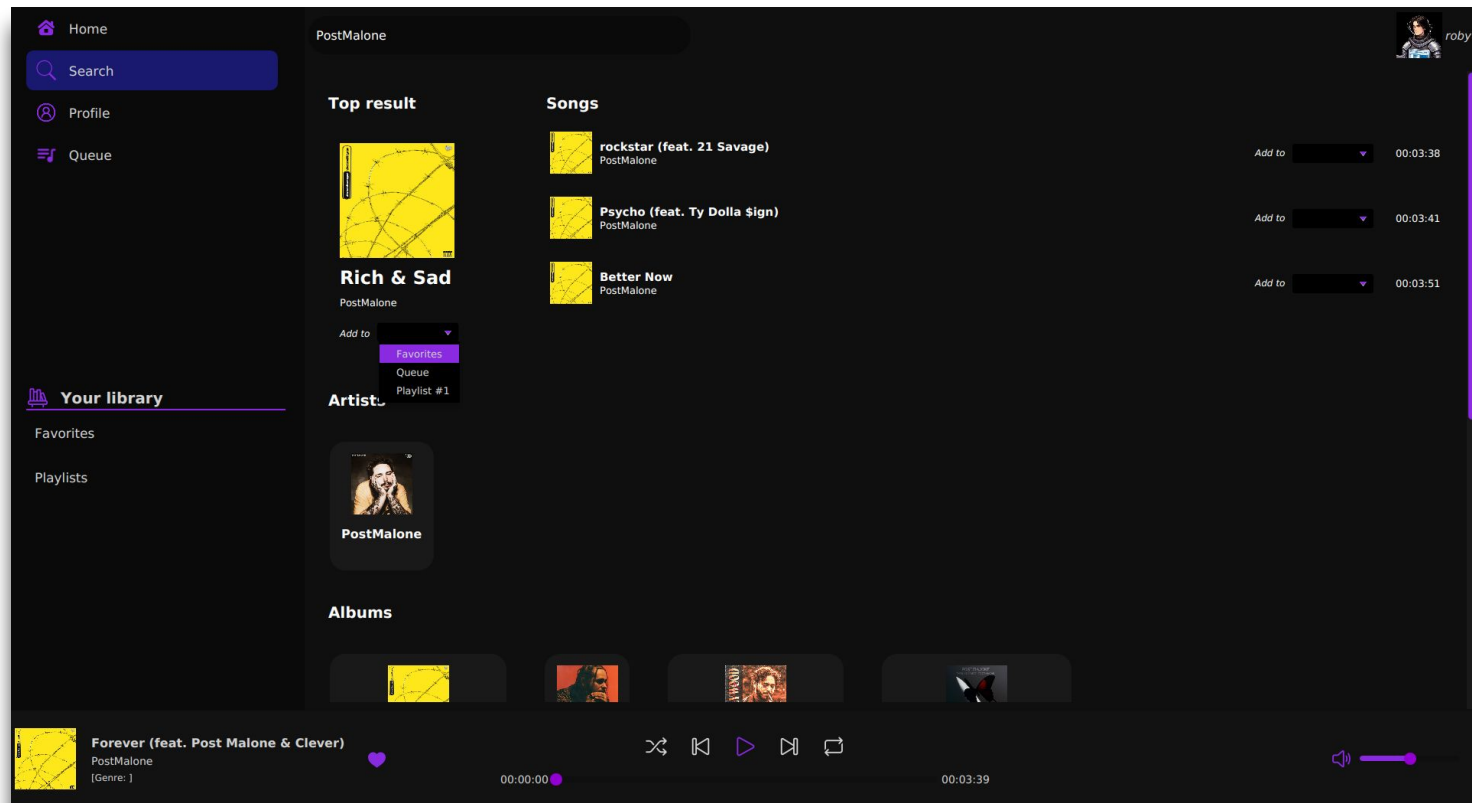 Home
Search
Profile
Queue
Your library
Favorites
Playlists
PostMalone
roby
Top result
Rich & Sad
PostMalone
Add to
Favorites
Queue
Playlist #1
Songs
rockstar (feat. 21 Savage)
PostMalone
Add to
00:03:38
Psycho (feat. Ty Dolla $ign)
PostMalone
Add to
00:03:41
Better Now
PostMalone
Add to
00:03:51
Artists
PostMalone
Albums
Forever (feat. Post Malone & Clever)
PostMalone
[Genre: ]
00:00:00
00:03:39